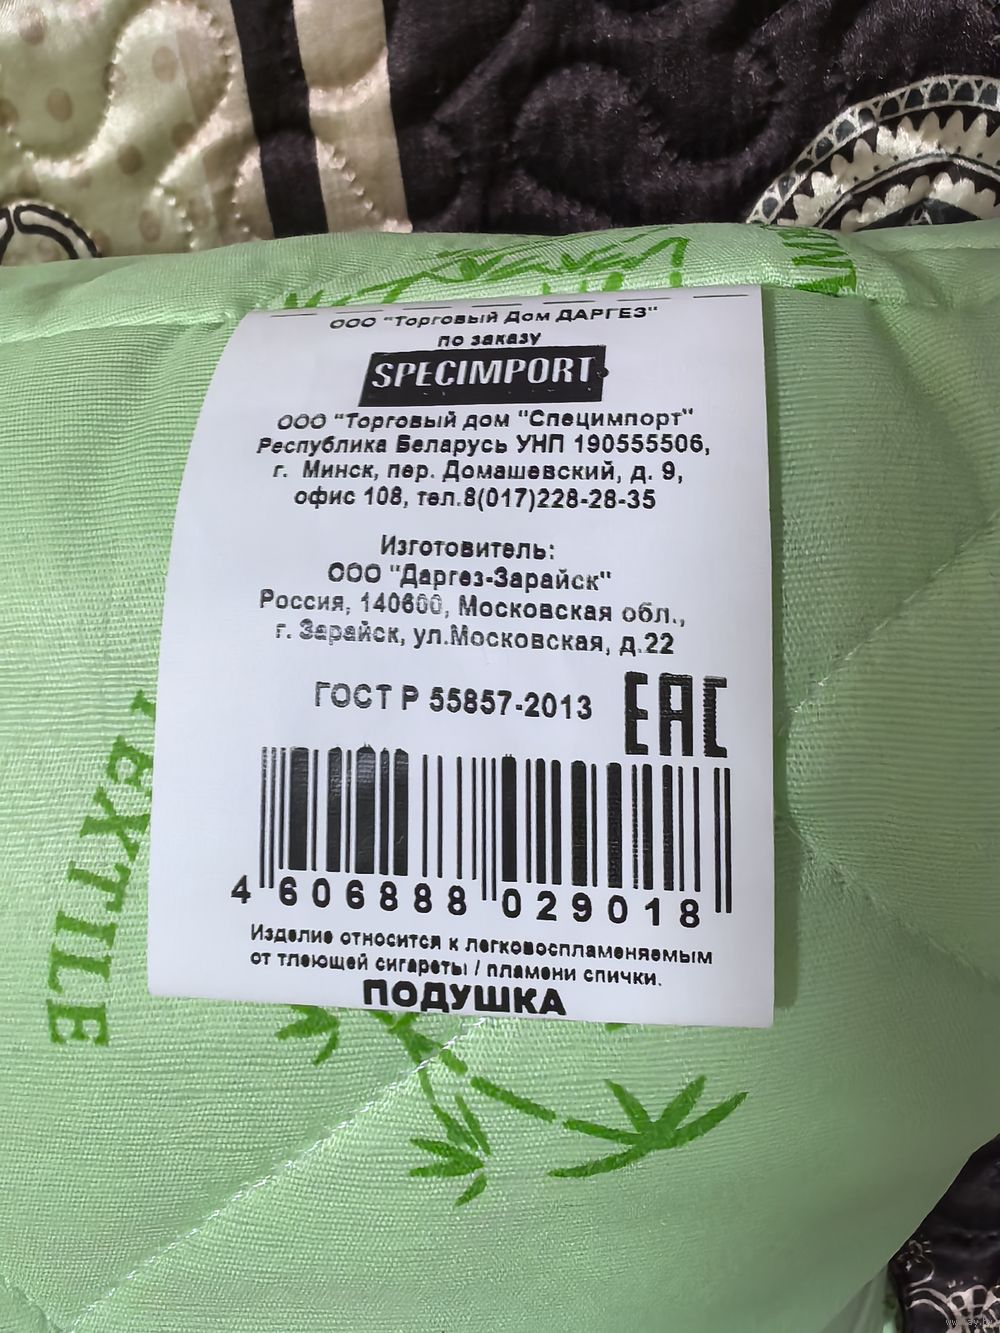 ООО "Торговый Дом ДАРГЕЗ"
по заказу
SPECIMPORT
ООО "Торговый дом "Специмпорт"
Республика Беларусь УНП 190555506,
г. Минск, пер. Домашевский, д. 9,
офис 108, тел.8(017)228-28-35
Изготовитель:
ООО "Даргез-Зарайск"
Россия, 140600, Московская обл.,
г. Зарайск, ул.Московская, д.22
ГОСТ Р 55857-2013
ЕАС
4 606888 029018
Изделие относится к легковоспламеняемым
от тлеющей сигареты / пламени спички.
ПОДУШКА
TEXTILE